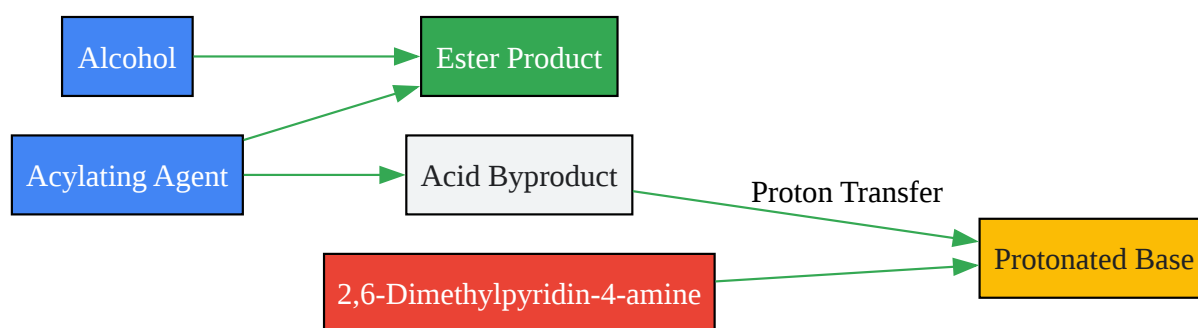 Alcohol
Ester Product
Acylating Agent
Acid Byproduct
Proton Transfer
Protonated Base
2,6-Dimethylpyridin-4-amine